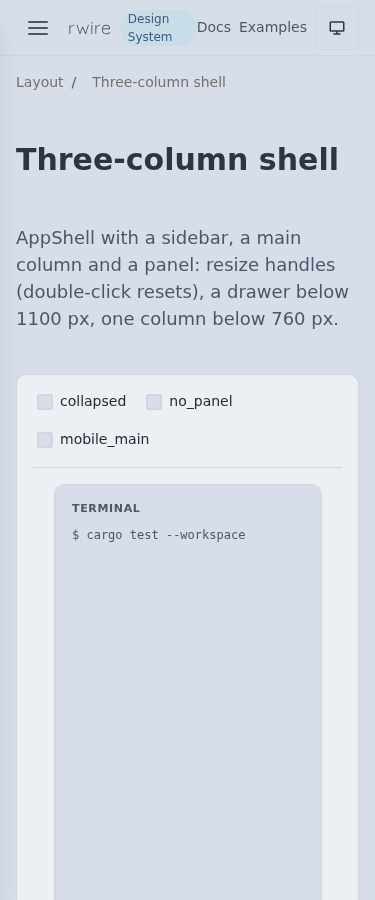 rwire
Design
System
Docs Examples
Layout / Three-column shell
Three-column shell
AppShell with a sidebar, a main
column and a panel: resize handles
(double-click resets), a drawer below
1100 px, one column below 760 px.
collapsed no_panel
mobile_main
TERMINAL
$ cargo test --workspace